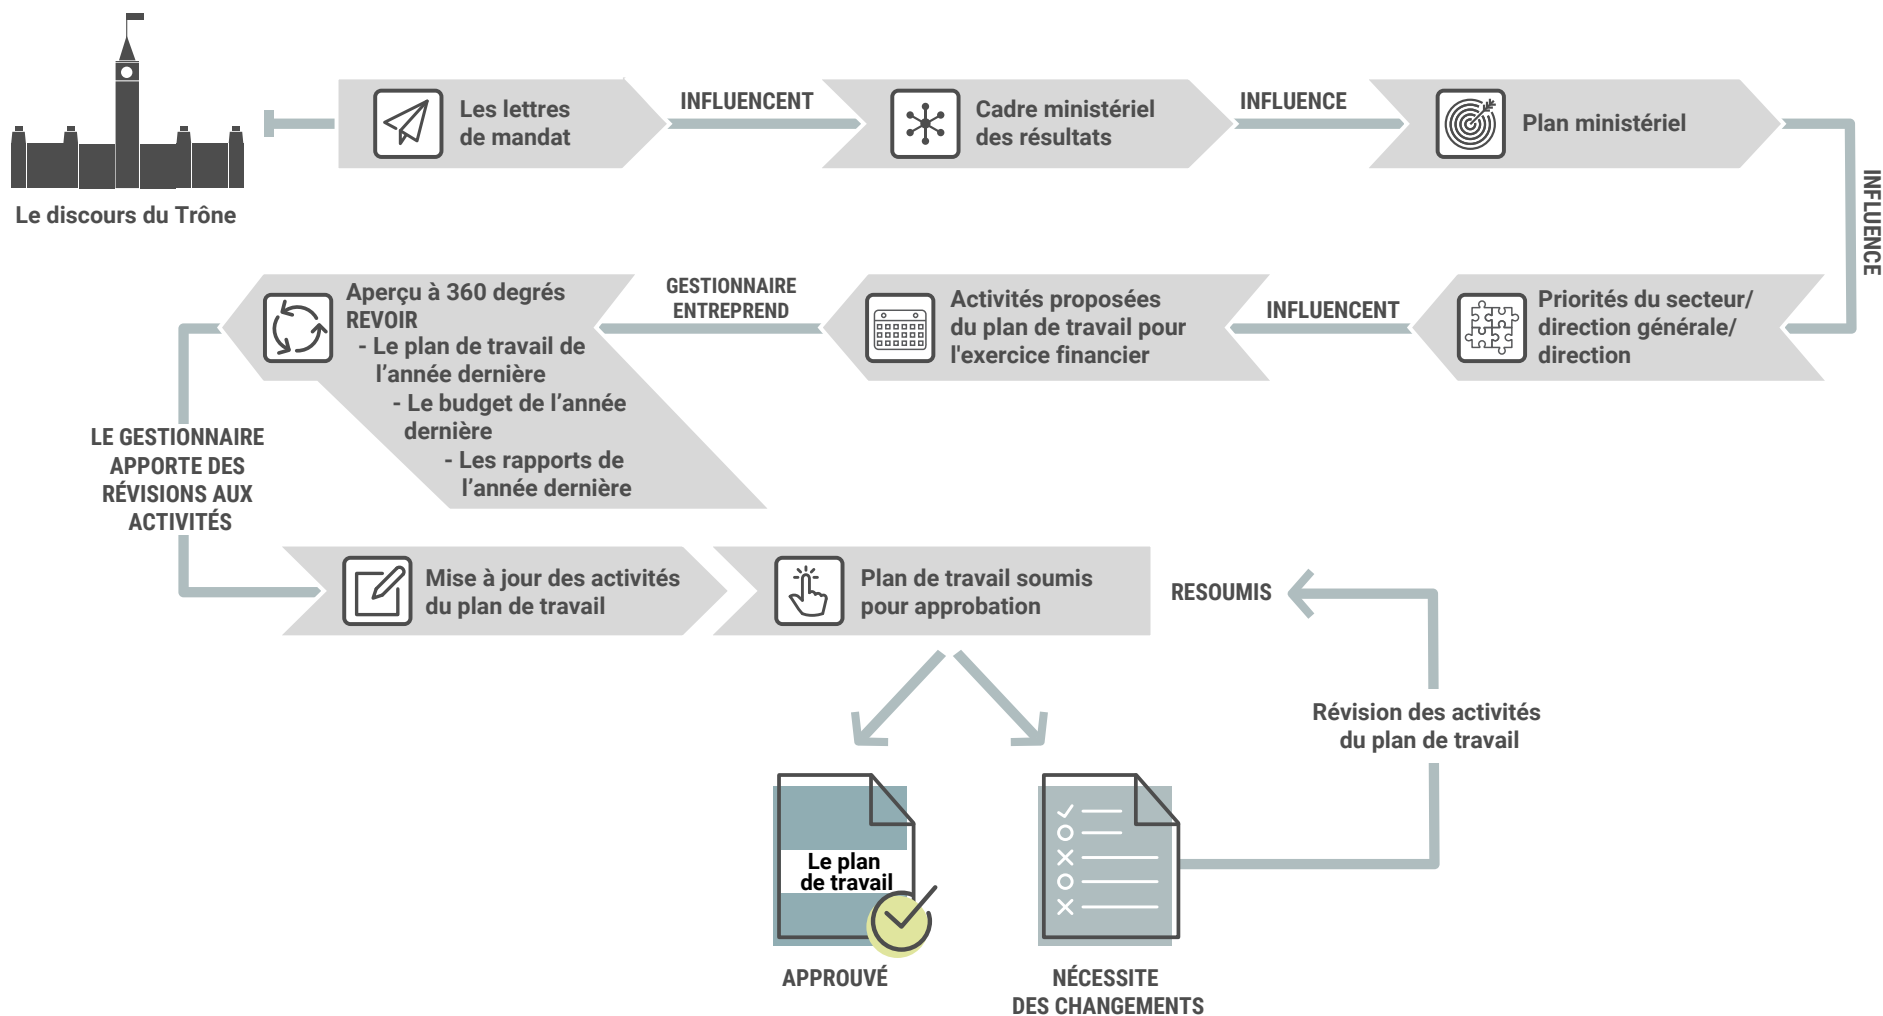 Le discours du Trône
Les lettres
de mandat
INFLUENCENT
Cadre ministériel
des résultats
INFLUENCE
Plan ministériel
INFLUENCE
Priorités du secteur/
direction générale/
direction
INFLUENCENT
Activités proposées
du plan de travail pour
l'exercice financier
GESTIONNAIRE
ENTREPREND
Aperçu à 360 degrés
REVOIR
- Le plan de travail de
l’année dernière
- Le budget de l’année
dernière
- Les rapports de
l’année dernière
LE GESTIONNAIRE
APPORTE DES
RÉVISIONS AUX
ACTIVITÉS
Mise à jour des activités
du plan de travail
Plan de travail soumis
pour approbation
RESOUMIS
Révision des activités
du plan de travail
Le plan
de travail
APPROUVÉ
NÉCESSITE
DES CHANGEMENTS